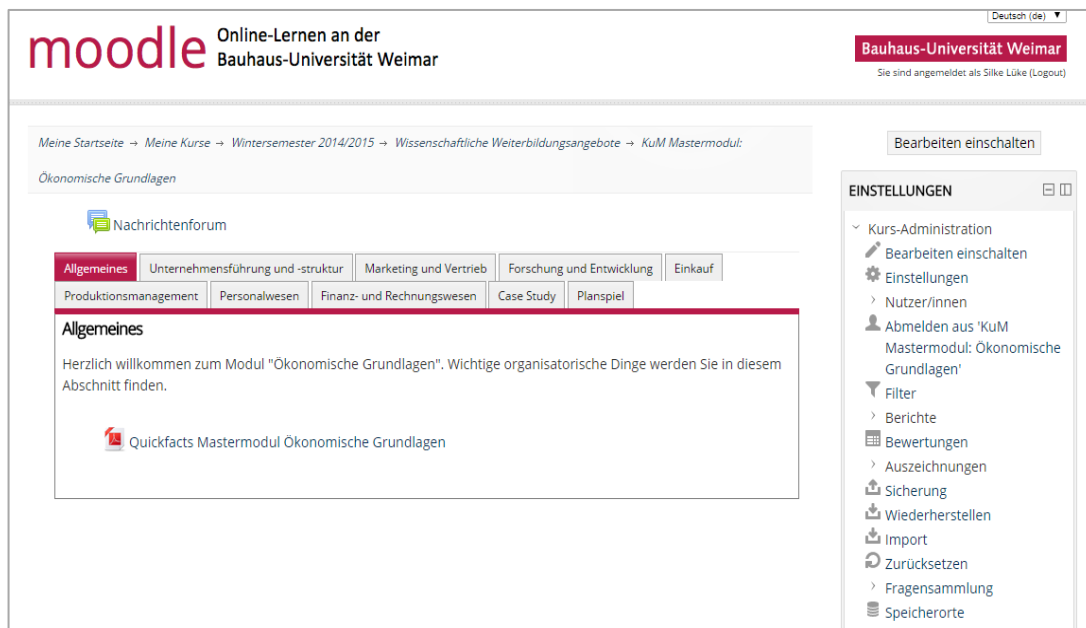 Deutsch (de)
moodle
Online-Lernen an der
Bauhaus-Universität Weimar
Bauhaus-Universität Weimar
Sie sind angemeldet als Silke Lüke (Logout)
Meine Startseite → Meine Kurse → Wintersemester 2014/2015 → Wissenschaftliche Weiterbildungsangebote → KuM Mastermodul:
Ökonomische Grundlagen
Nachrichtenforum
Allgemeines Unternehmensführung und -struktur Marketing und Vertrieb Forschung und Entwicklung Einkauf
Produktionsmanagement Personalwesen Finanz- und Rechnungswesen Case Study Planspiel
Allgemeines
Herzlich willkommen zum Modul "Ökonomische Grundlagen". Wichtige organisatorische Dinge werden Sie in diesem
Abschnitt finden.
Quickfacts Mastermodul Ökonomische Grundlagen
Bearbeiten einschalten
EINSTELLUNGEN
Kurs-Administration
Bearbeiten einschalten
Einstellungen
Nutzer/innen
Abmelden aus 'KuM
Mastermodul: Ökonomische
Grundlagen'
Filter
Berichte
Bewertungen
Auszeichnungen
Sicherung
Wiederherstellen
Import
Zurücksetzen
Fragensammlung
Speicherorte